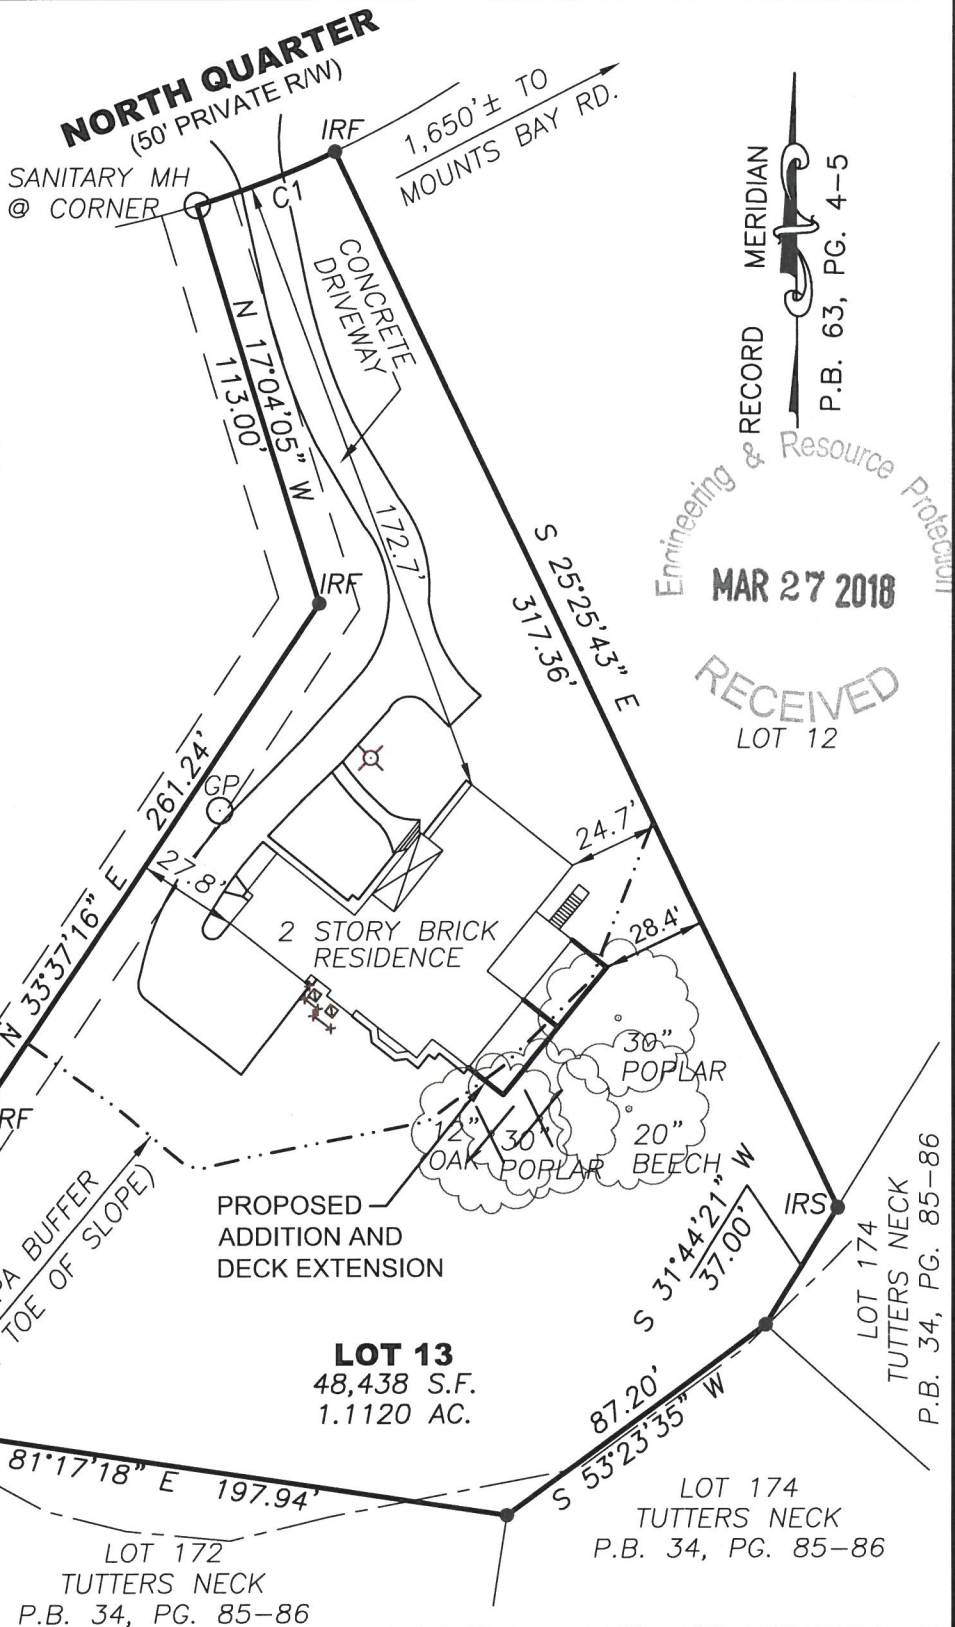 NORTH QUARTER
(50' PRIVATE R/W)
IRF
1,650'± TO
MOUNTS BAY RD.
SANITARY MH
@ CORNER
C1
CONCRETE
DRIVEWAY
N 17°04'05" W
113.00'
RECORD MERIDIAN
P.B. 63, PG. 4-5
Engineering & Resource Protection
MAR 27 2018
RECEIVED
LOT 12
172.7'
S 25°25'43" E
317.36'
IRF
261.24'
N 33°37'16" E
GP
27.8'
24.7'
28.4'
2 STORY BRICK
RESIDENCE
30"
POPLAR
12"
OAK
30"
POPLAR
20"
BEECH
RF
PA BUFFER
TOE OF SLOPE)
PROPOSED
ADDITION AND
DECK EXTENSION
IRS
S 31°44'21" W
37.00'
LOT 174
TUTTERS NECK
P.B. 34, PG. 85-86
LOT 13
48,438 S.F.
1.1120 AC.
87.20'
S 53°23'35" W
81°17'18" E 197.94'
LOT 174
TUTTERS NECK
P.B. 34, PG. 85-86
LOT 172
TUTTERS NECK
P.B. 34, PG. 85-86